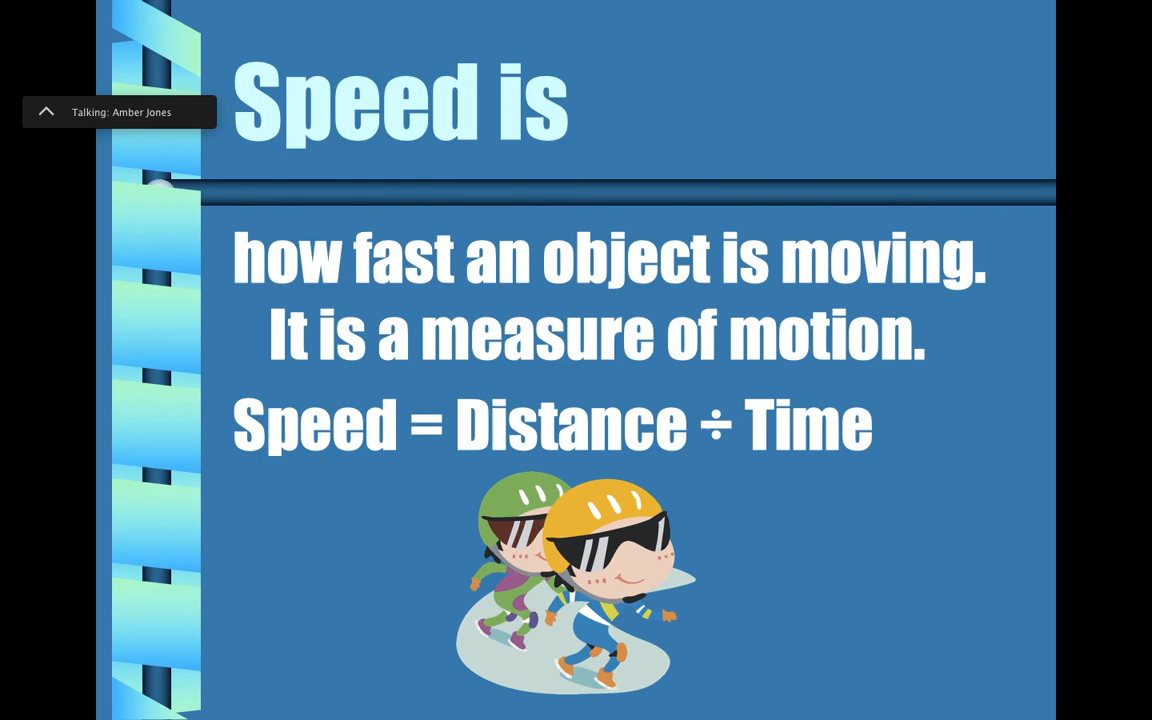 Speed is
Talking: Amber Jones
how fast an object is moving.
It is a measure of motion.
Speed = Distance ÷ Time